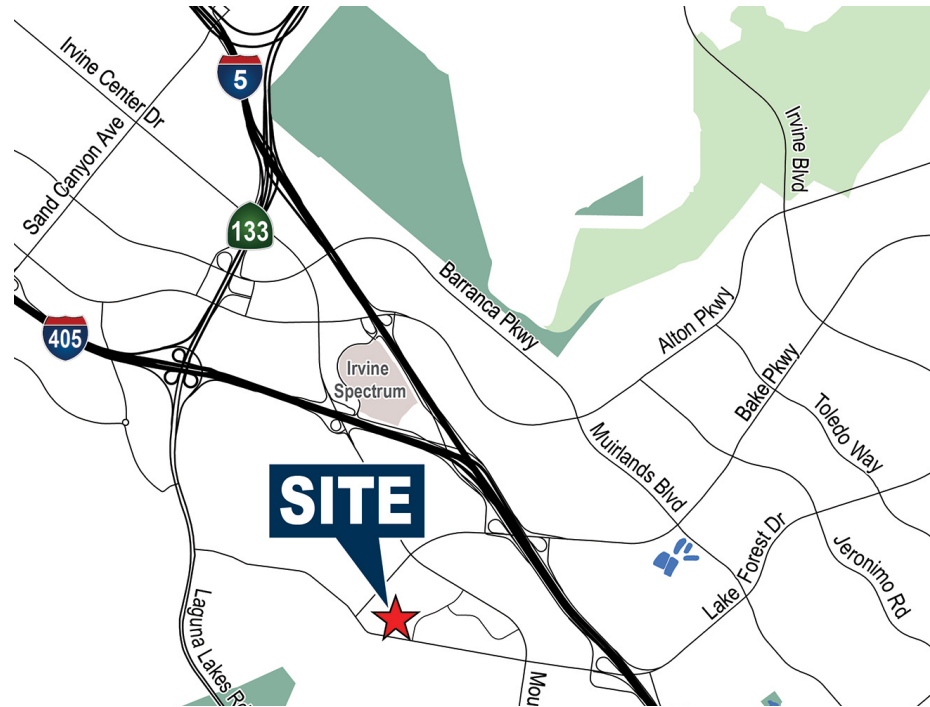 5
Irvine Center Dr
Sand Canyon Ave
Irvine Blvd
133
Barranca Pkwy
405
Alton Pkwy
Irvine
Spectrum
Bake Pkwy
Toledo Way
Muirlands Blvd
SITE
Lake Forest Dr
Jeronimo Rd
Laguna Lakes Rd
Mou